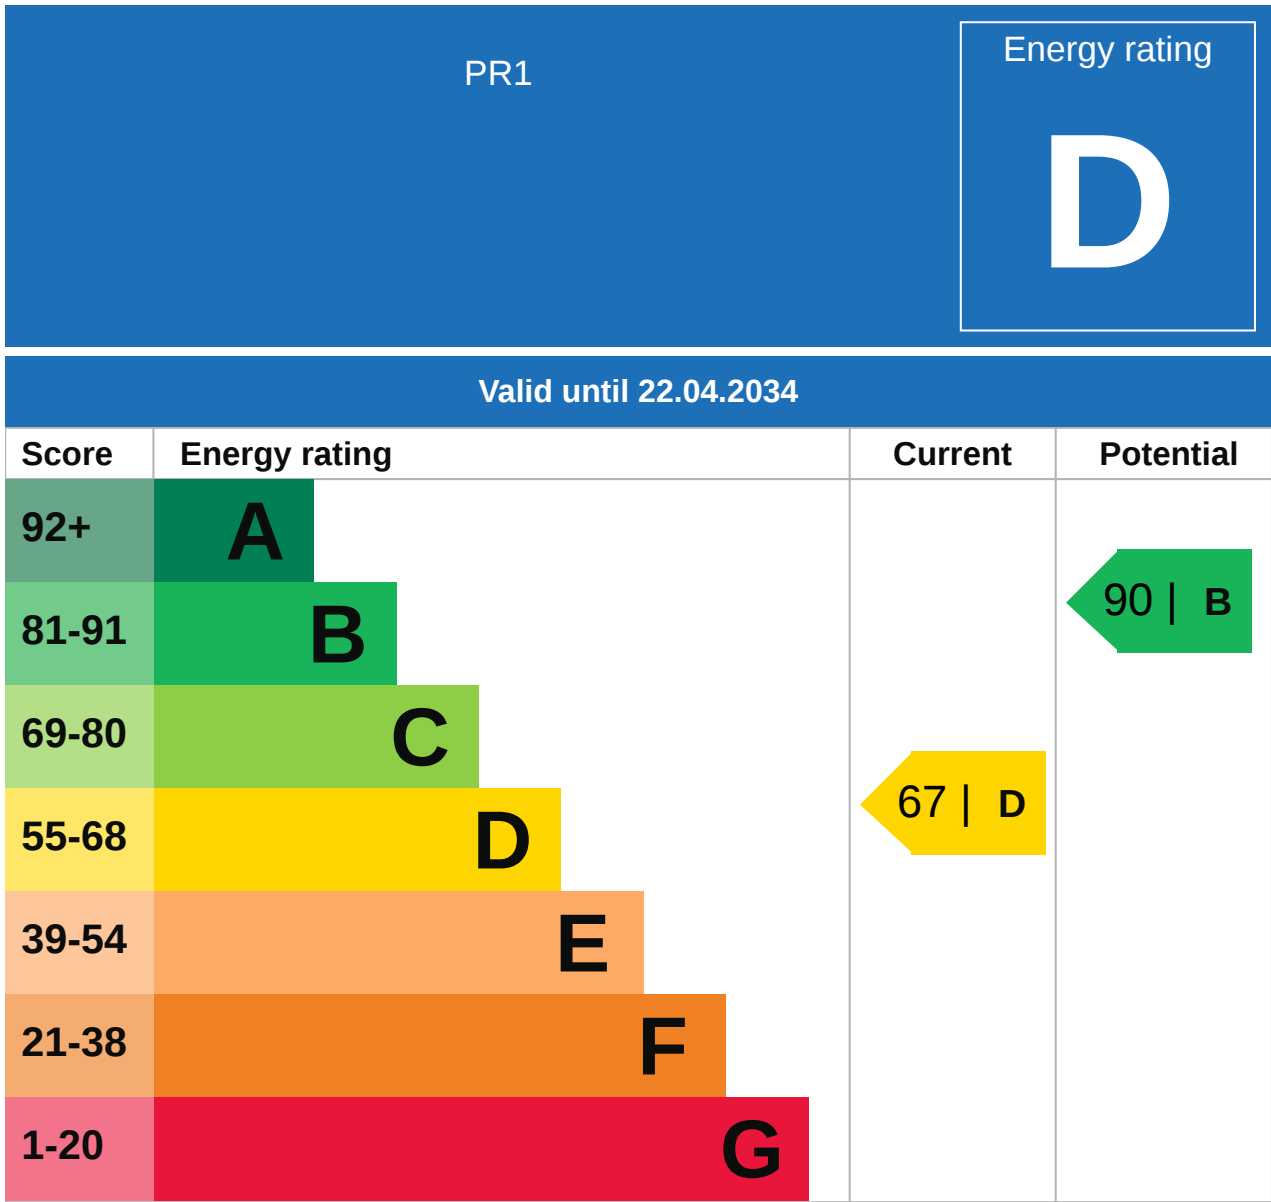 PR1
Energy rating
D
Valid until 22.04.2034
Score Energy rating Current Potential
92+ A
81-91 B
90 | B
69-80 C
55-68 D
67 | D
39-54 E
21-38 F
1-20 G